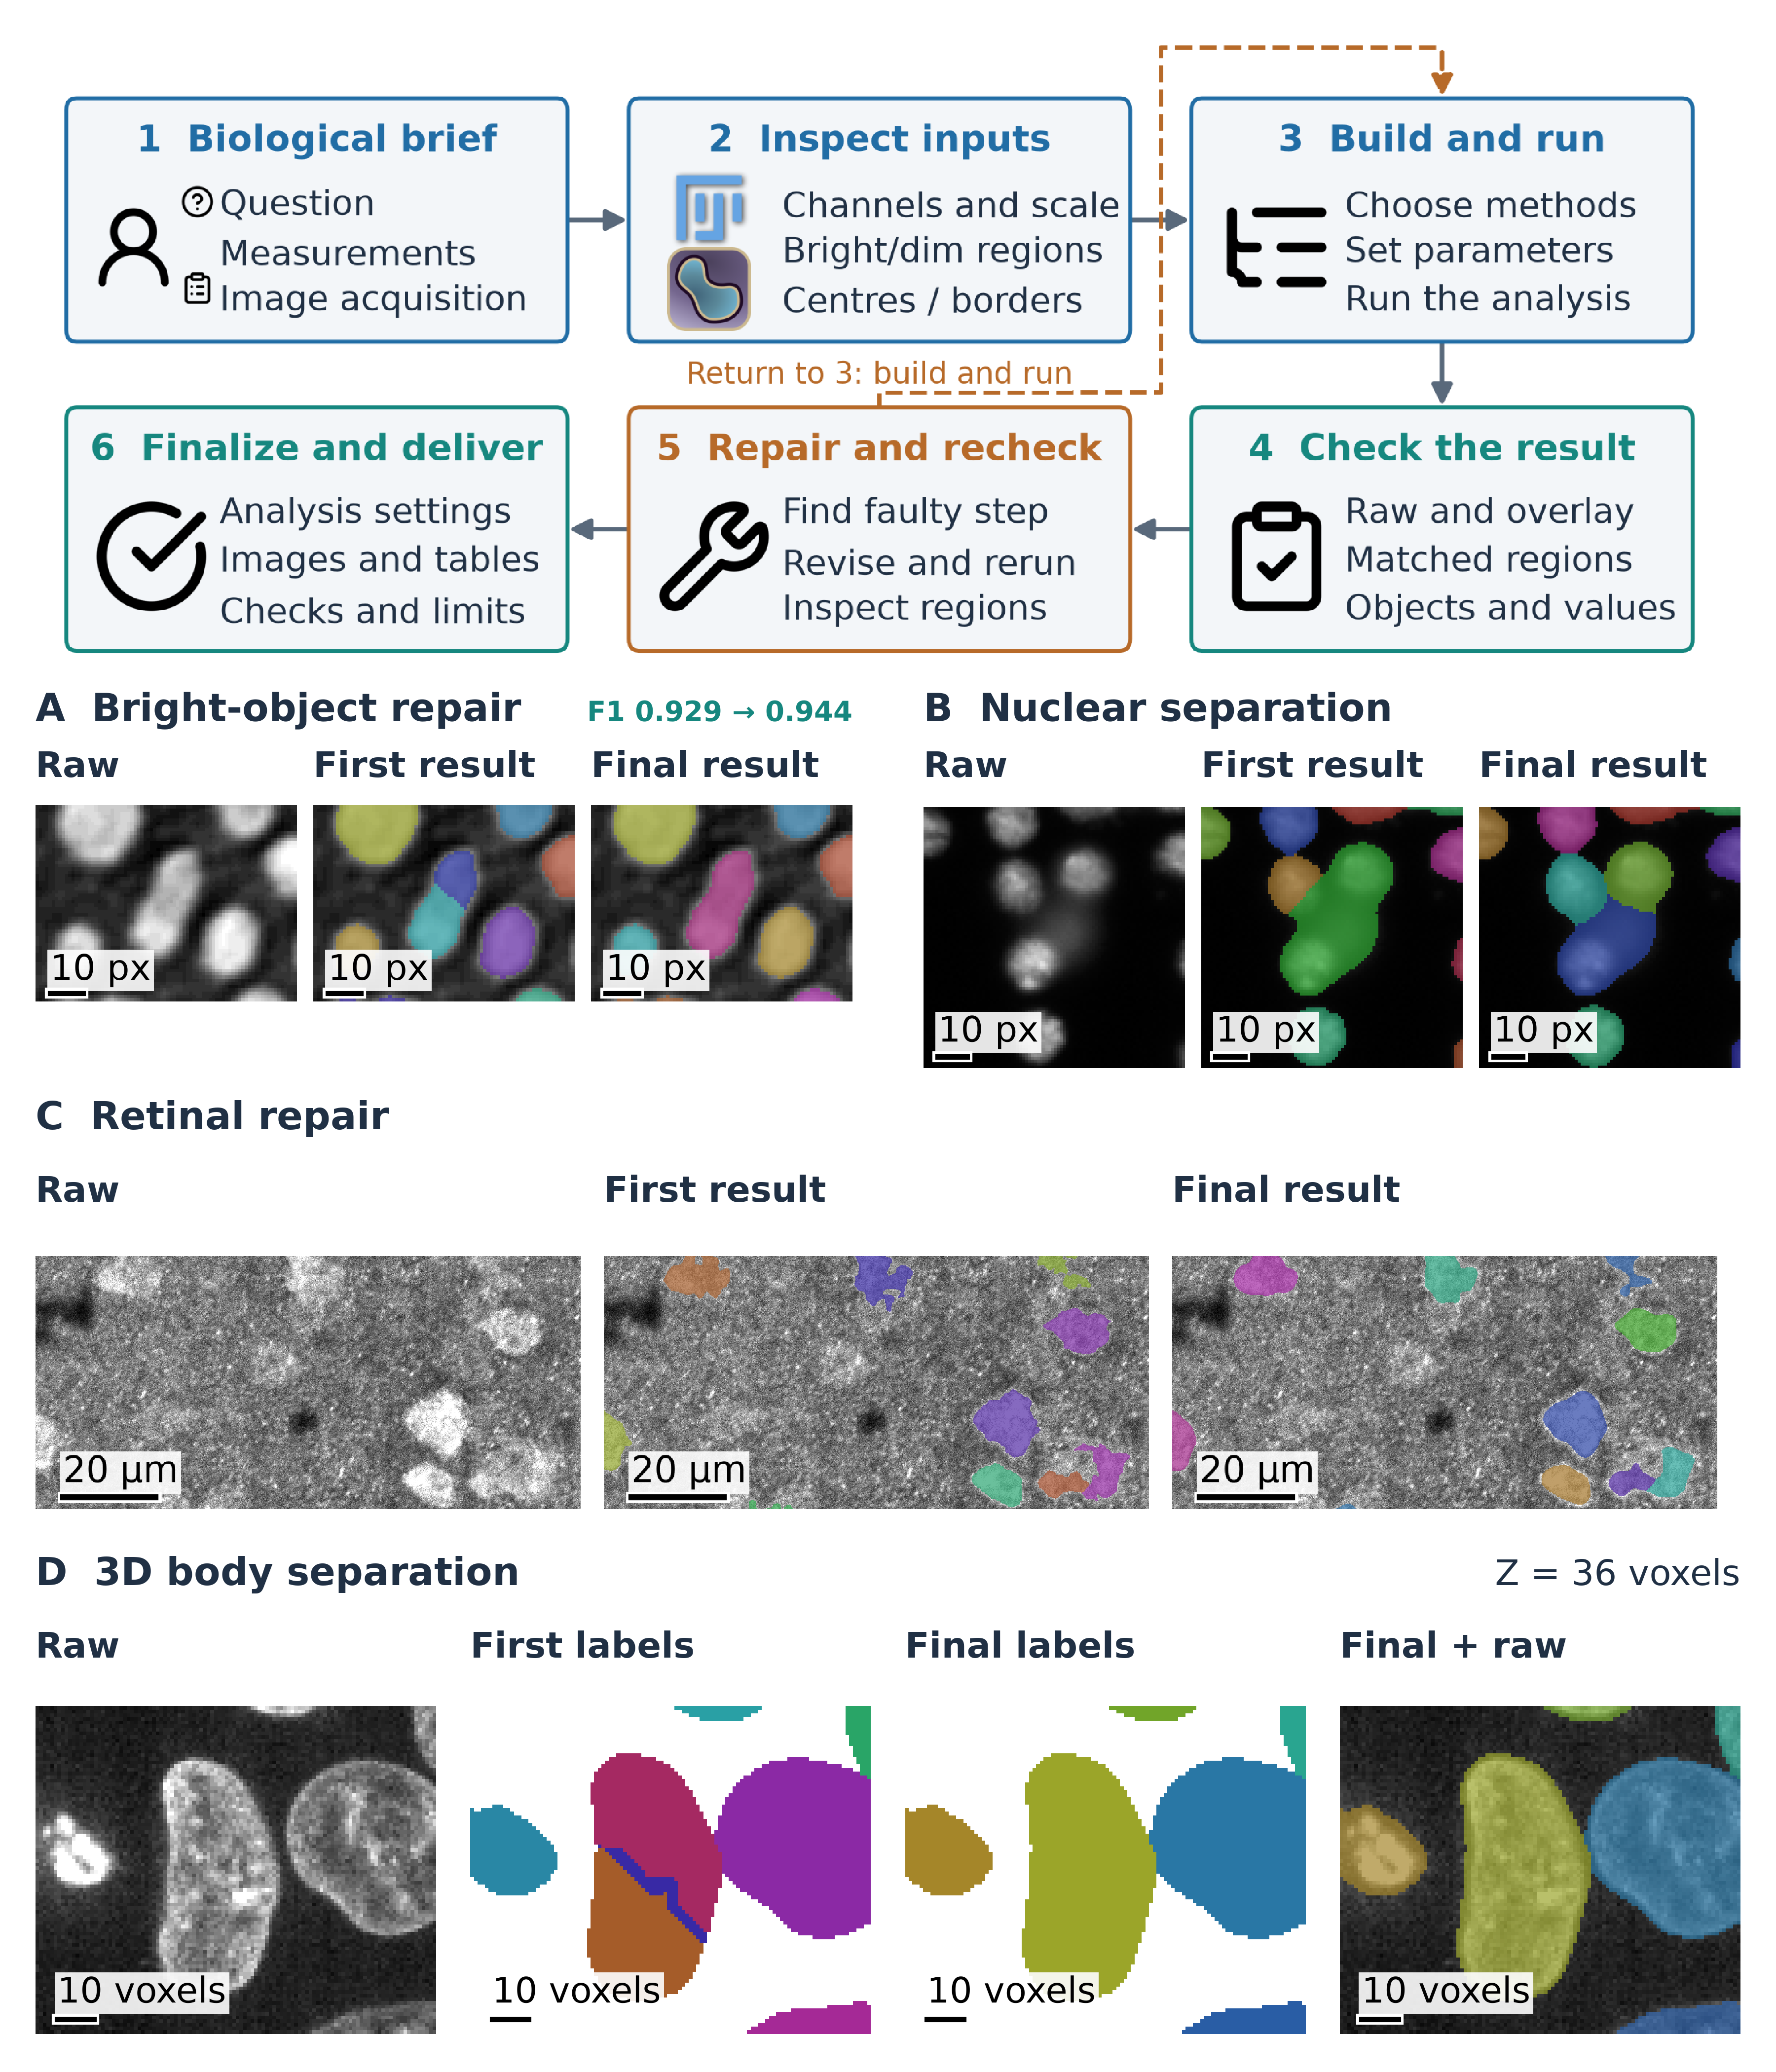 1 Biological brief
Question
Measurements
Image acquisition
2 Inspect inputs
Channels and scale
Bright/dim regions
Centres / borders
3 Build and run
Choose methods
Set parameters
Run the analysis
Return to 3: build and run
6 Finalize and deliver
Analysis settings
Images and tables
Checks and limits
5 Repair and recheck
Find faulty step
Revise and rerun
Inspect regions
4 Check the result
Raw and overlay
Matched regions
Objects and values
A Bright-object repair
F1 0.929 → 0.944
Raw
First result
Final result
10 px
10 px
10 px
B Nuclear separation
Raw
First result
Final result
10 px
10 px
10 px
C Retinal repair
Raw
First result
Final result
20 µm
20 µm
20 µm
D 3D body separation
Z = 36 voxels
Raw
First labels
Final labels
Final + raw
10 voxels
10 voxels
10 voxels
10 voxels